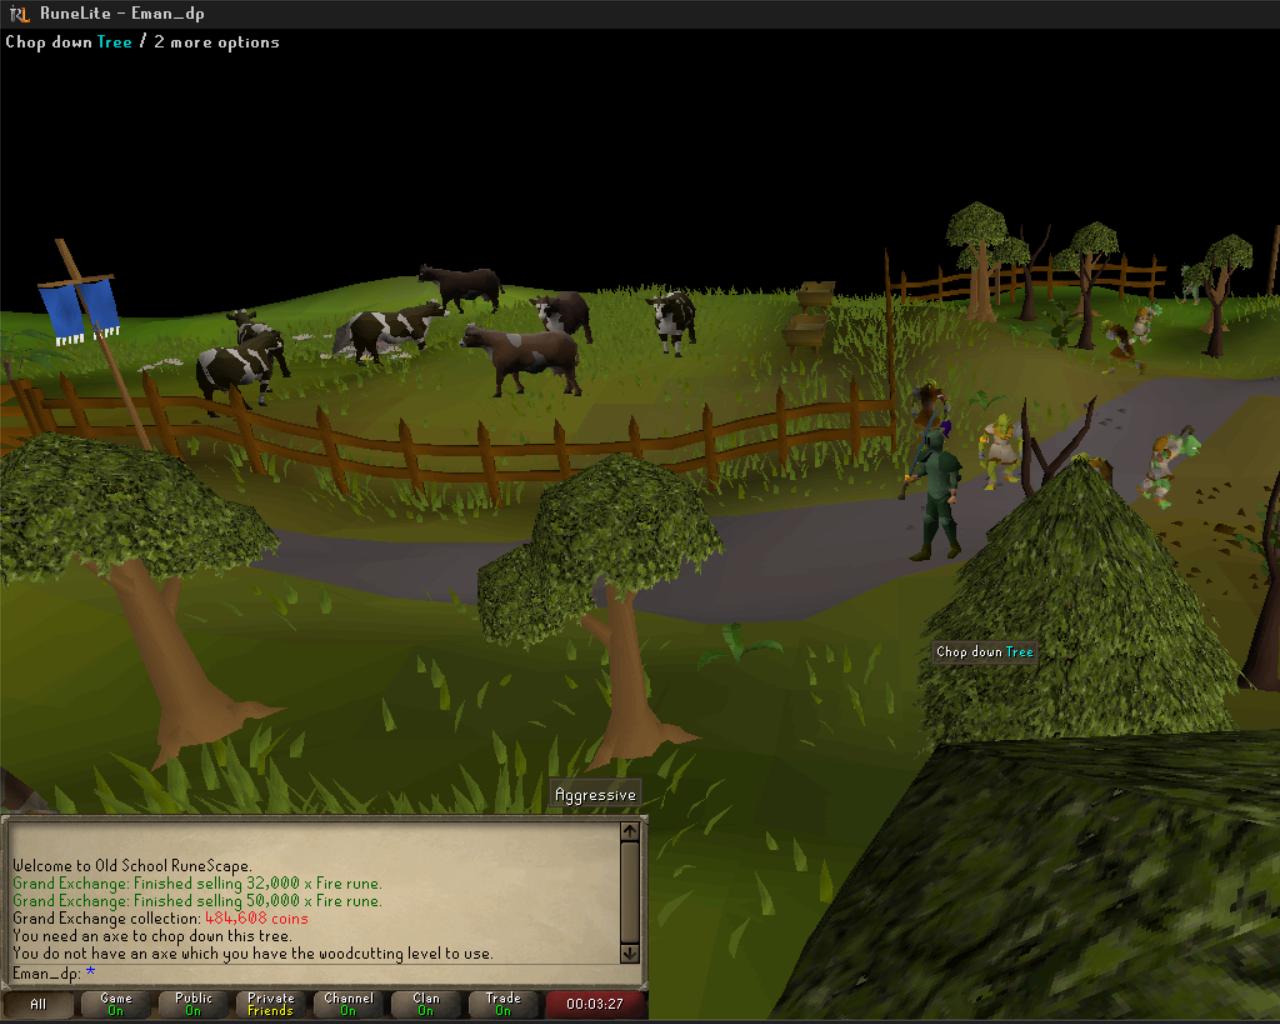 RuneLite - Eman_dp
Chop down Tree / 2 more options
Chop down Tree
Aggressive
Welcome to Old School RuneScape.
Grand Exchange: Finished selling 32,000 x Fire rune.
Grand Exchange: Finished selling 50,000 x Fire rune.
Grand Exchange collection: 484,608 coins
You need an axe to chop down this tree.
You do not have an axe which you have the woodcutting level to use.
Eman_dp: *
All Game Public Private Channel Clan Trade 00:03:27
On On Friends On On On